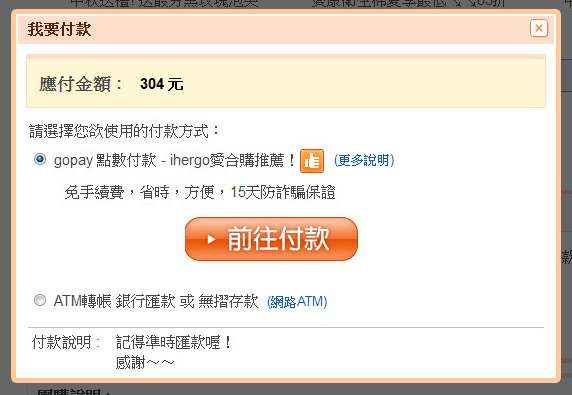 我要付款
應付金額： 304 元
請選擇您欲使用的付款方式：
gopay 點數付款 - ihergo愛合購推薦！ (更多說明)
免手續費，省時，方便，15天防詐騙保證
前往付款
ATM轉帳 銀行匯款 或 無摺存款 (網路ATM)
付款說明： 記得準時匯款喔！
感謝～～